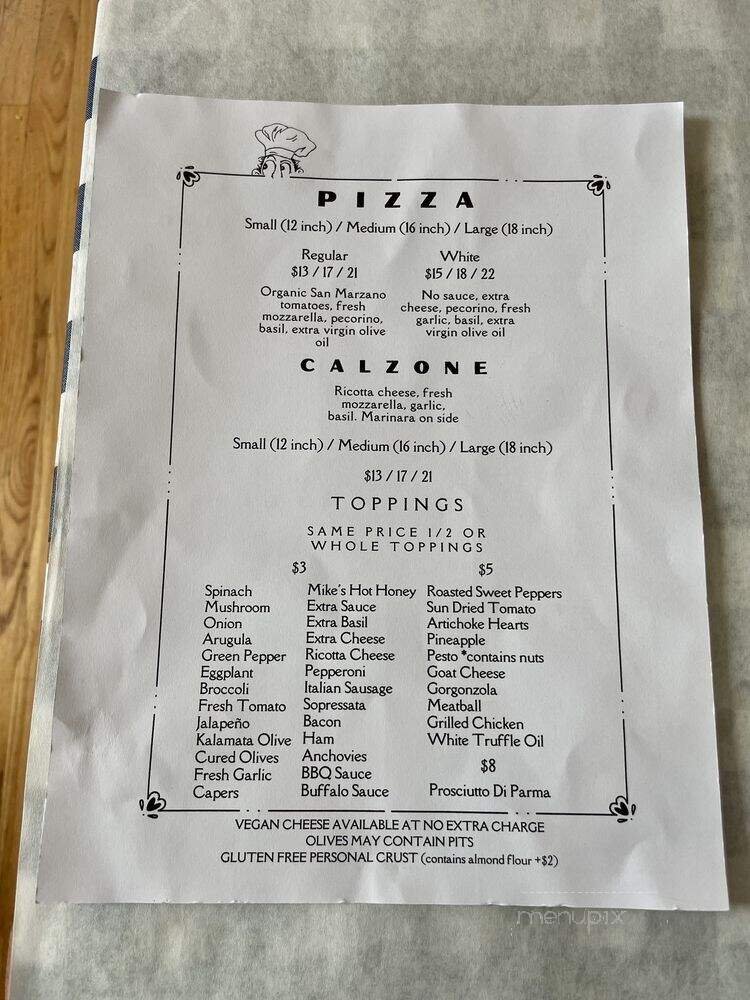 PIZZA
Small (12 inch) / Medium (16 inch) / Large (18 inch)
Regular
$13 / 17 / 21
Organic San Marzano
tomatoes, fresh
mozzarella, pecorino,
basil, extra virgin olive
oil
White
$15 / 18 / 22
No sauce, extra
cheese, pecorino, fresh
garlic, basil, extra
virgin olive oil
CALZONE
Ricotta cheese, fresh
mozzarella, garlic,
basil. Marinara on side
Small (12 inch) / Medium (16 inch) / Large (18 inch)
$13 / 17 / 21
TOPPINGS
SAME PRICE 1/2 OR
WHOLE TOPPINGS
$3
Spinach
Mushroom
Onion
Arugula
Green Pepper
Eggplant
Broccoli
Fresh Tomato
Jalapeño
Kalamata Olive
Cured Olives
Fresh Garlic
Capers
Mike's Hot Honey
Extra Sauce
Extra Basil
Extra Cheese
Ricotta Cheese
Pepperoni
Italian Sausage
Sopressata
Bacon
Ham
Anchovies
BBQ Sauce
Buffalo Sauce
$5
Roasted Sweet Peppers
Sun Dried Tomato
Artichoke Hearts
Pineapple
Pesto *contains nuts
Goat Cheese
Gorgonzola
Meatball
Grilled Chicken
White Truffle Oil
$8
Prosciutto Di Parma
VEGAN CHEESE AVAILABLE AT NO EXTRA CHARGE
OLIVES MAY CONTAIN PITS
GLUTEN FREE PERSONAL CRUST (contains almond flour +$2)
menupix